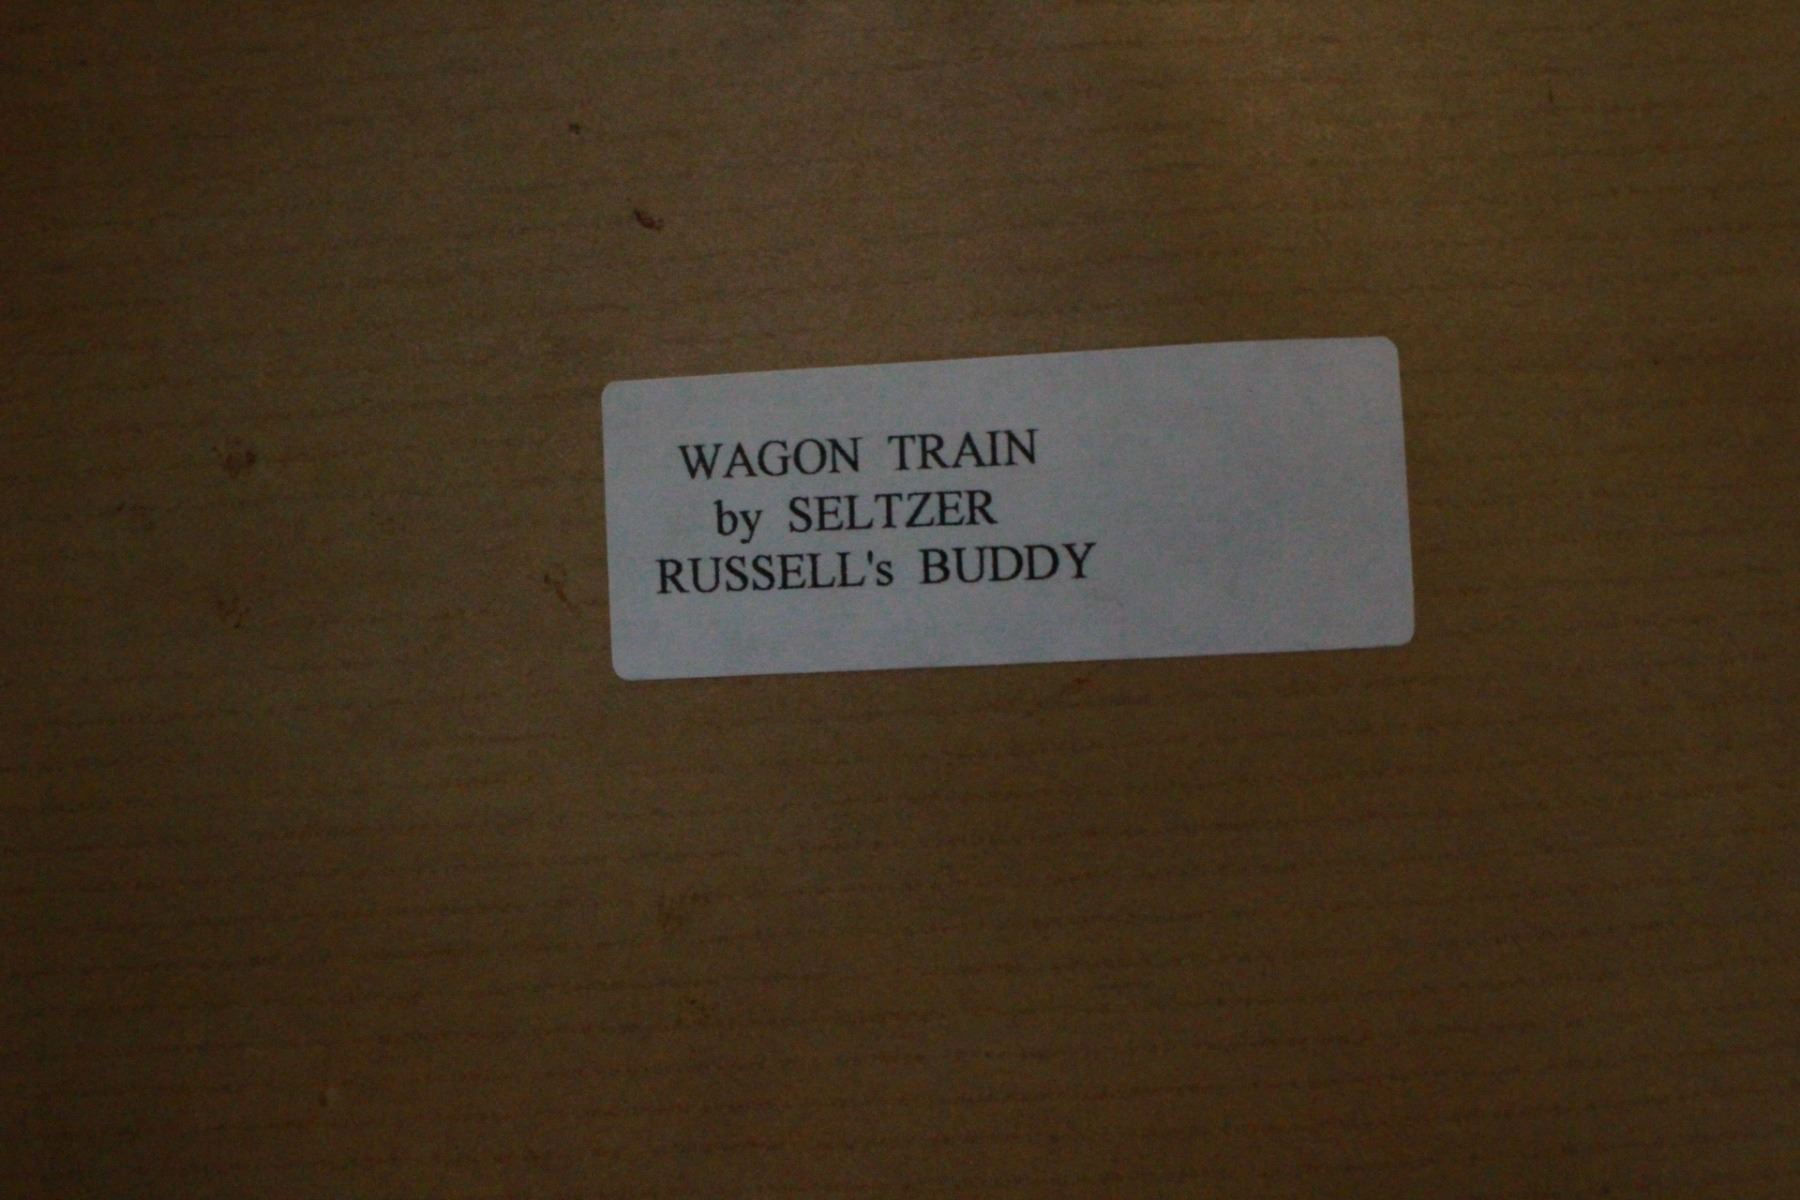 WAGON TRAIN
by SELTZER
RUSSELL's BUDDY